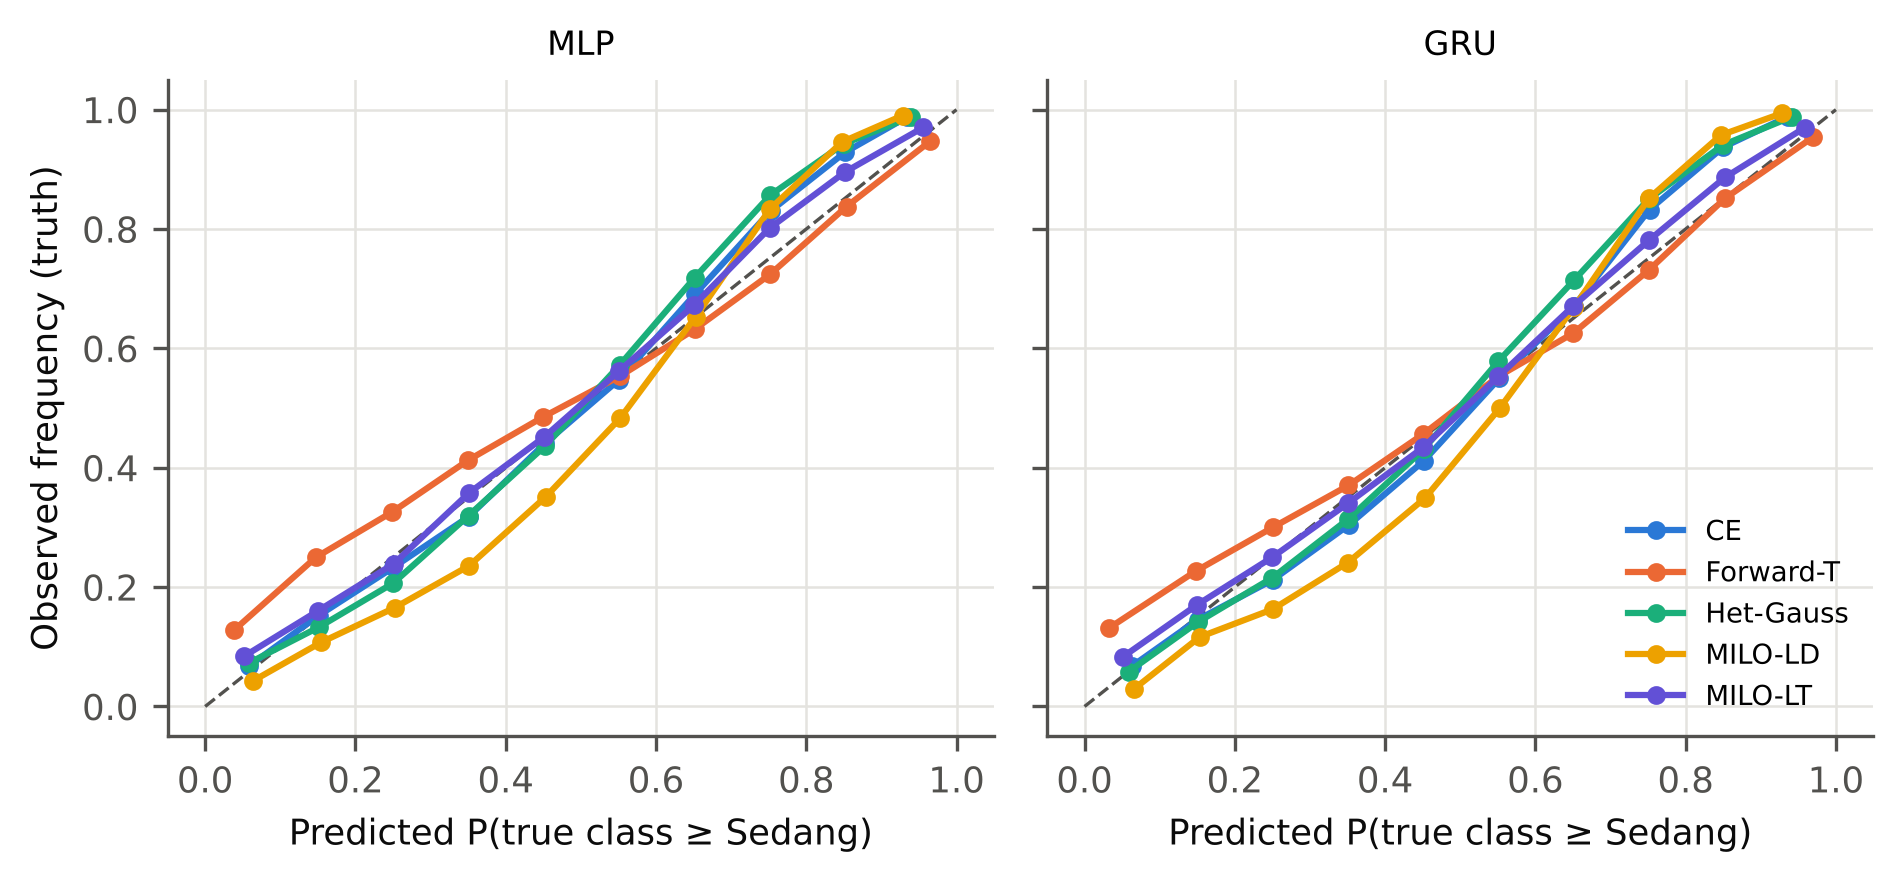 MLP
GRU
Observed frequency (truth)
1.0
0.8
0.6
0.4
0.2
0.0
0.0 0.2 0.4 0.6 0.8 1.0
0.0 0.2 0.4 0.6 0.8 1.0
Predicted P(true class ≥ Sedang)
Predicted P(true class ≥ Sedang)
CE
Forward-T
Het-Gauss
MILO-LD
MILO-LT